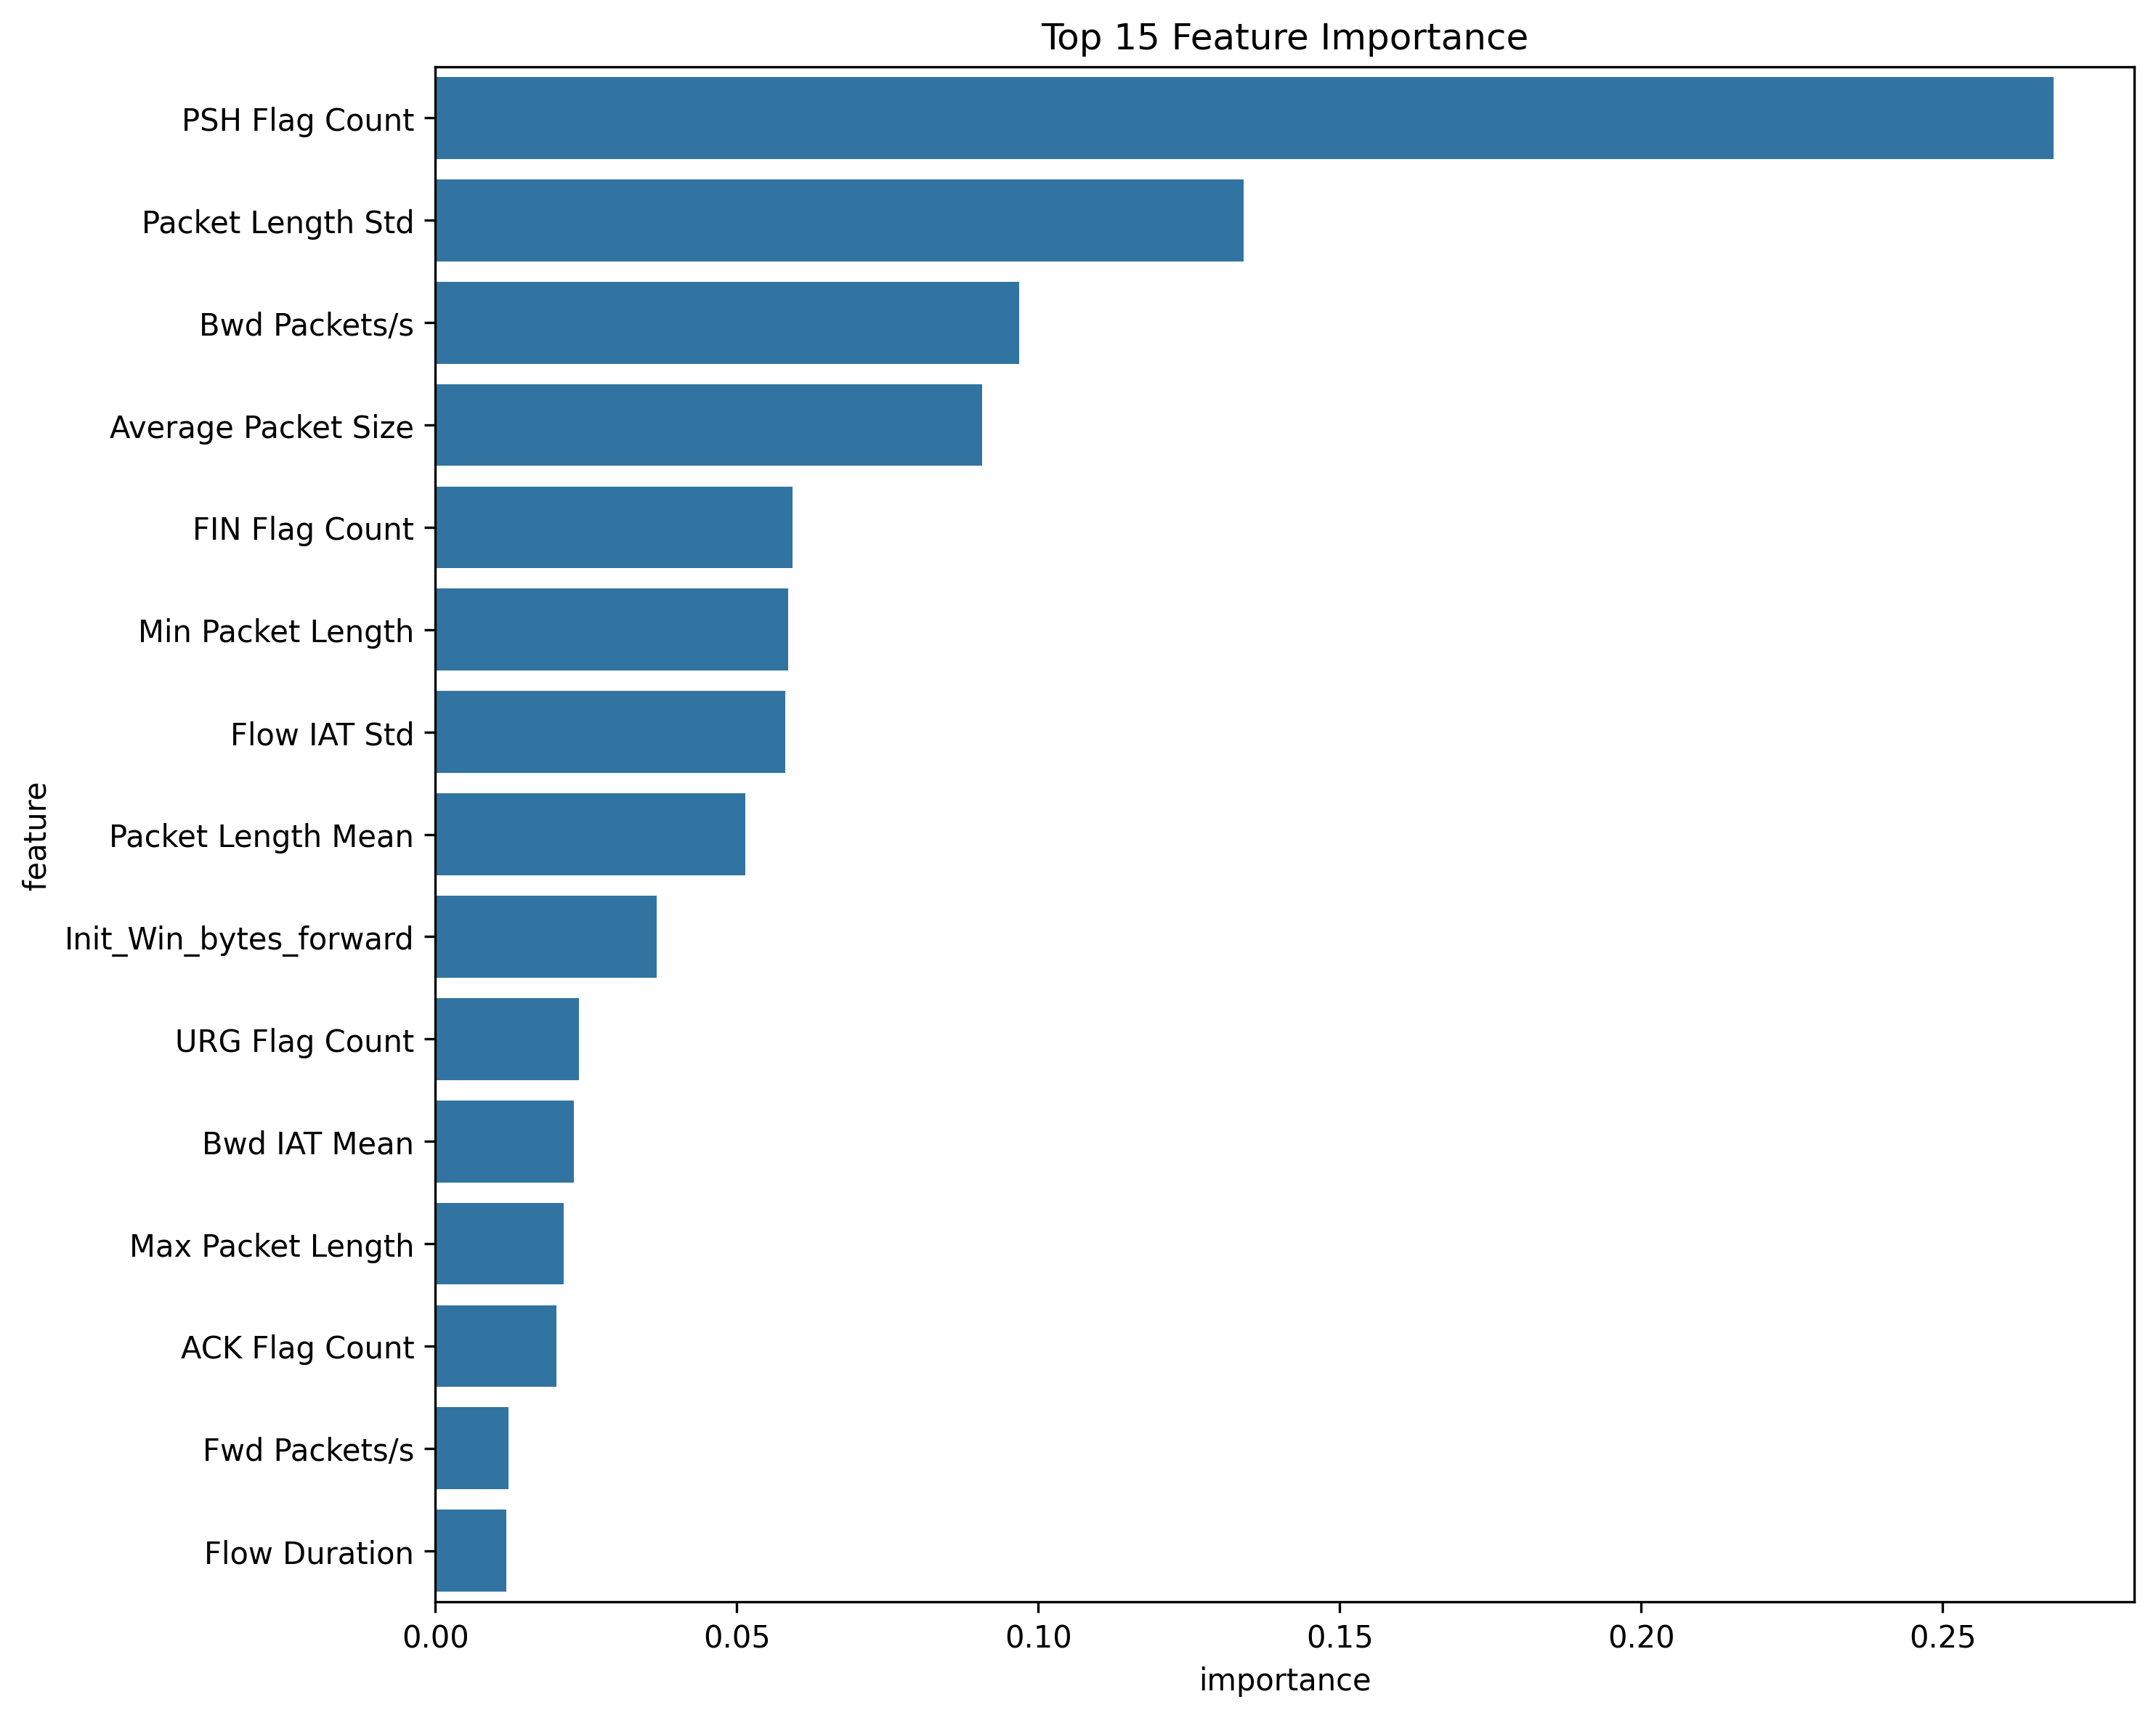 Top 15 Feature Importance
PSH Flag Count
Packet Length Std
Bwd Packets/s
Average Packet Size
FIN Flag Count
Min Packet Length
Flow IAT Std
Packet Length Mean
Init_Win_bytes_forward
URG Flag Count
Bwd IAT Mean
Max Packet Length
ACK Flag Count
Fwd Packets/s
Flow Duration
feature
0.00 0.05 0.10 0.15 0.20 0.25
importance